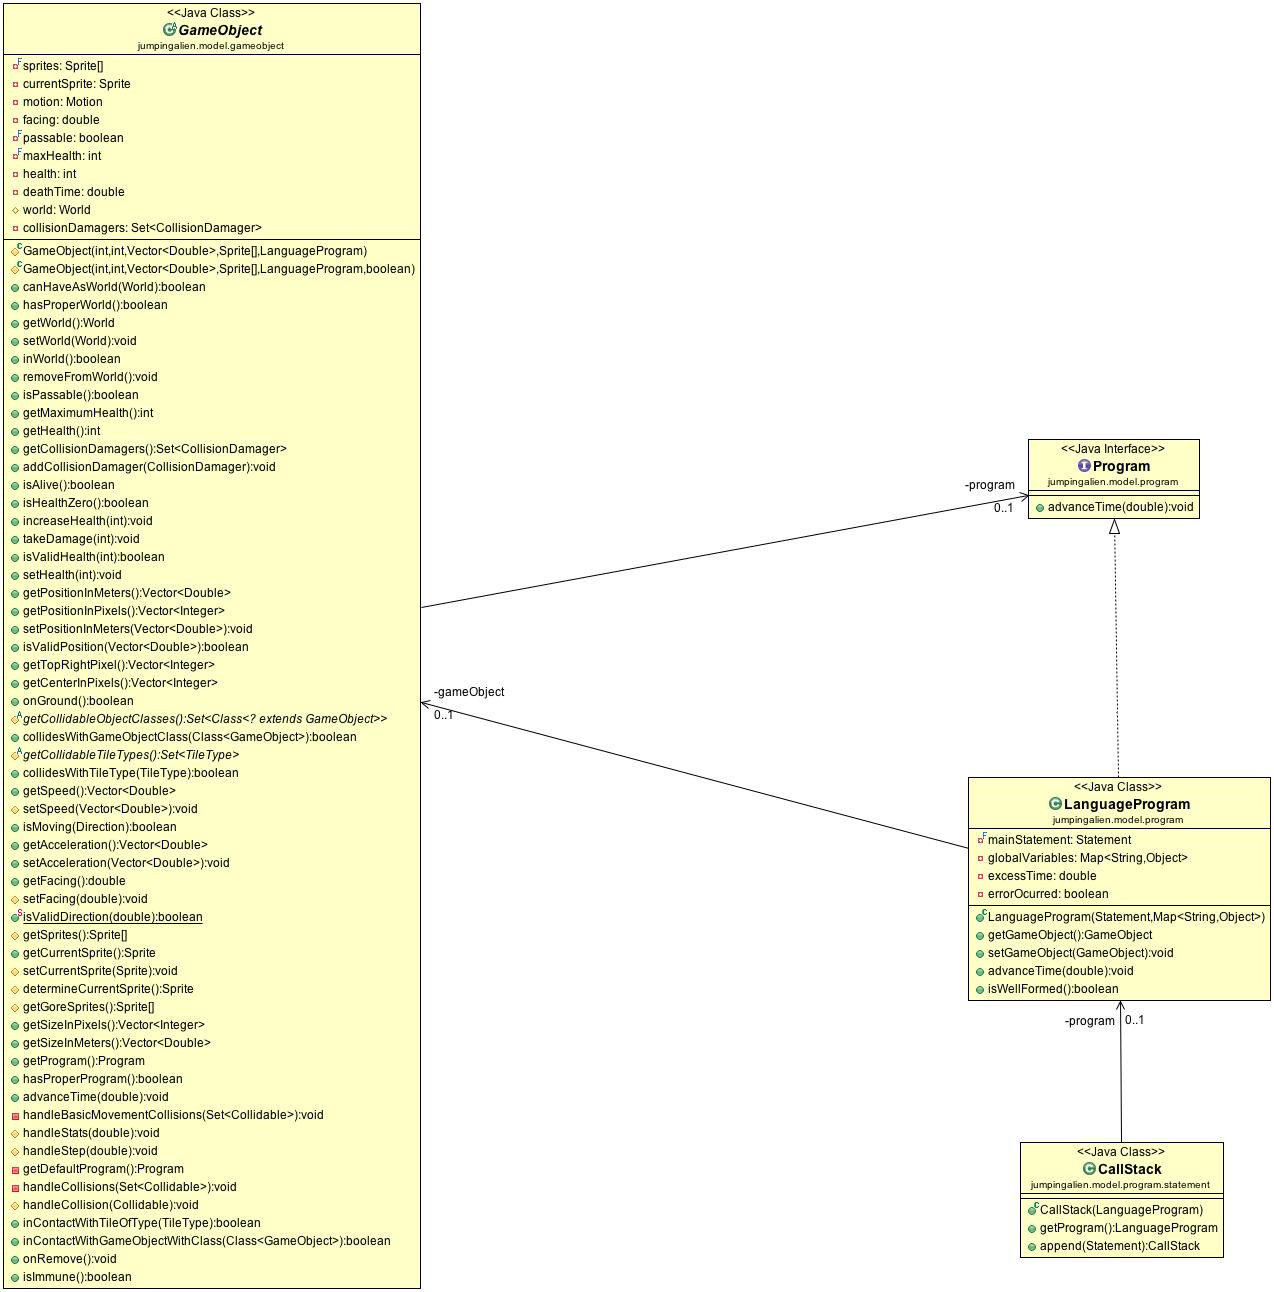 <<Java Class>>
GameObject
jumpingalien.model.gameobject
sprites: Sprite[]
currentSprite: Sprite
motion: Motion
facing: double
passable: boolean
maxHealth: int
health: int
deathTime: double
world: World
collisionDamagers: Set<CollisionDamager>
GameObject(int,int,Vector<Double>,Sprite[],LanguageProgram)
GameObject(int,int,Vector<Double>,Sprite[],LanguageProgram,boolean)
canHaveAsWorld(World):boolean
hasProperWorld():boolean
getWorld():World
setWorld(World):void
inWorld():boolean
removeFromWorld():void
isPassable():boolean
getMaximumHealth():int
getHealth():int
getCollisionDamagers():Set<CollisionDamager>
addCollisionDamager(CollisionDamager):void
isAlive():boolean
isHealthZero():boolean
increaseHealth(int):void
takeDamage(int):void
isValidHealth(int):boolean
setHealth(int):void
getPositionInMeters():Vector<Double>
getPositionInPixels():Vector<Integer>
setPositionInMeters(Vector<Double>):void
isValidPosition(Vector<Double>):boolean
getTopRightPixel():Vector<Integer>
getCenterInPixels():Vector<Integer>
onGround():boolean
getCollidableObjectClasses():Set<Class<? extends GameObject>>
collidesWithGameObjectClass(Class<GameObject>):boolean
getCollidableTileTypes():Set<TileType>
collidesWithTileType(TileType):boolean
getSpeed():Vector<Double>
setSpeed(Vector<Double>):void
isMoving(Direction):boolean
getAcceleration():Vector<Double>
setAcceleration(Vector<Double>):void
getFacing():double
setFacing(double):void
isValidDirection(double):boolean
getSprites():Sprite[]
getCurrentSprite():Sprite
setCurrentSprite(Sprite):void
determineCurrentSprite():Sprite
getGoreSprites():Sprite[]
getSizeInPixels():Vector<Integer>
getSizeInMeters():Vector<Double>
getProgram():Program
hasProperProgram():boolean
advanceTime(double):void
handleBasicMovementCollisions(Set<Collidable>):void
handleStats(double):void
handleStep(double):void
getDefaultProgram():Program
handleCollisions(Set<Collidable>):void
handleCollision(Collidable):void
inContactWithTileOfType(TileType):boolean
inContactWithGameObjectWithClass(Class<GameObject>):boolean
onRemove():void
isImmune():boolean
<<Java Interface>>
Program
jumpingalien.model.program
advanceTime(double):void
-program
0..1
-gameObject
0..1
<<Java Class>>
LanguageProgram
jumpingalien.model.program
mainStatement: Statement
globalVariables: Map<String,Object>
excessTime: double
errorOcurred: boolean
LanguageProgram(Statement,Map<String,Object>)
getGameObject():GameObject
setGameObject(GameObject):void
advanceTime(double):void
isWellFormed():boolean
-program 0..1
<<Java Class>>
CallStack
jumpingalien.model.program.statement
CallStack(LanguageProgram)
getProgram():LanguageProgram
append(Statement):CallStack